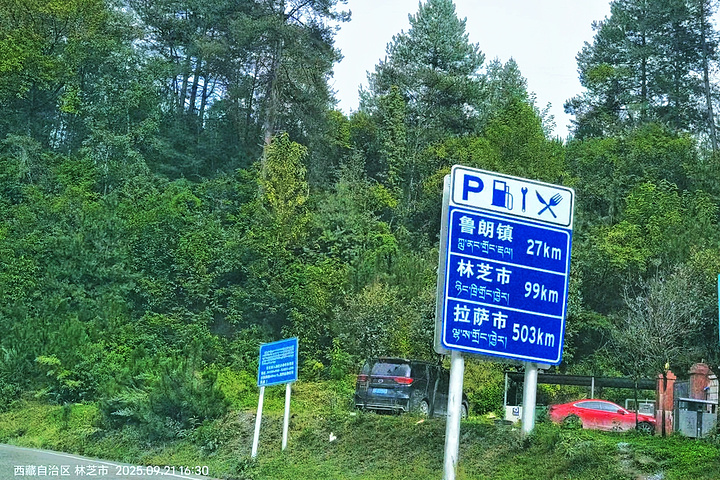 P
鲁朗镇 27km
ལུ་ནང་གྲོང་རྡལ།
林芝市 99km
ཉིང་ཁྲི་གྲོང་ཁྱེར།
拉萨市 503km
ལྷ་ས་གྲོང་ཁྱེར།
西藏自治区 林芝市 2025.09.21 16:30